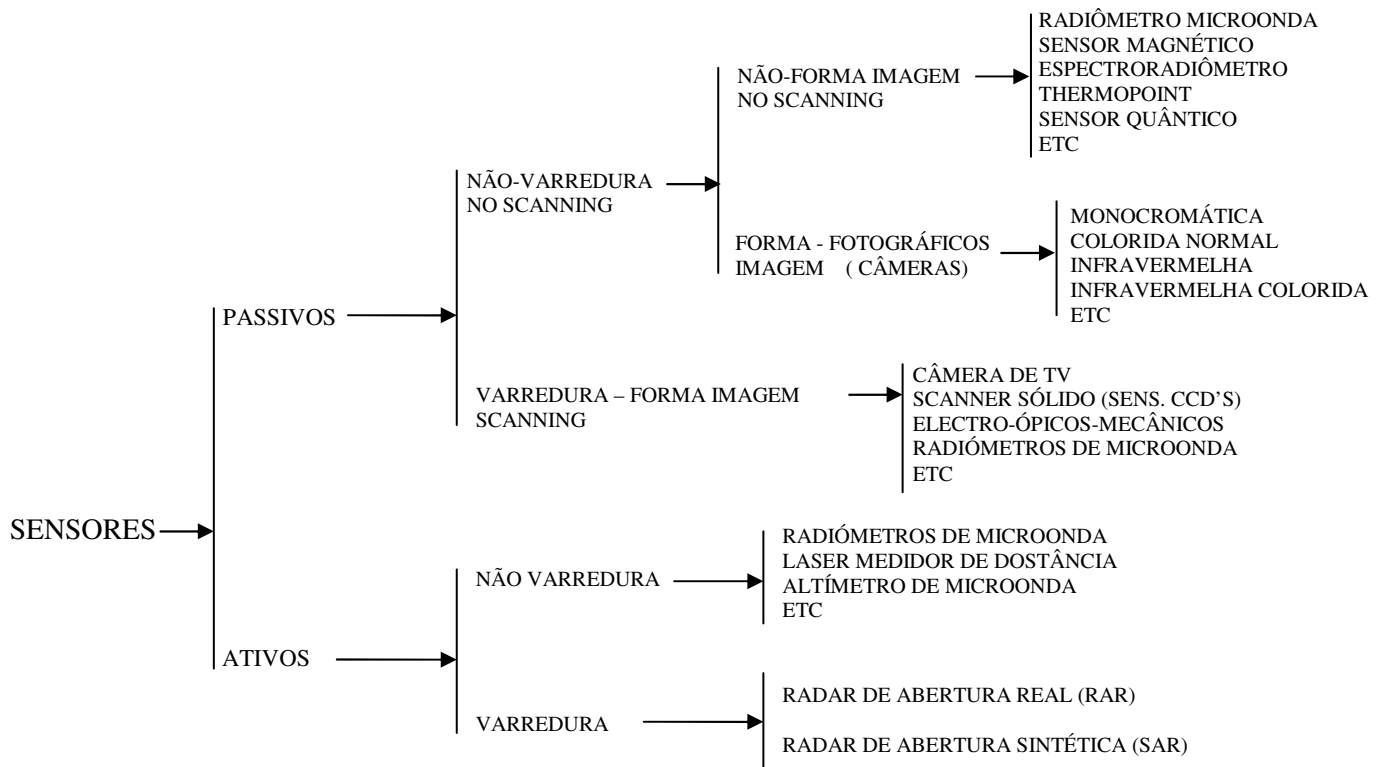 RADIÔMETRO MICROONDA
SENSOR MAGNÉTICO
ESPECTRORADIÔMETRO
THERMOPOINT
SENSOR QUÂNTICO
ETC
NÃO-FORMA IMAGEM
NO SCANNING
NÃO-VARREDURA
NO SCANNING
FORMA - FOTOGRÁFICOS
IMAGEM ( CÂMERAS)
MONOCROMÁTICA
COLORIDA NORMAL
INFRAVERMELHA
INFRAVERMELHA COLORIDA
ETC
PASSIVOS
VARREDURA – FORMA IMAGEM
SCANNING
CÂMERA DE TV
SCANNER SÓLIDO (SENS. CCD’S)
ELECTRO-ÓPICOS-MECÂNICOS
RADIÓMETROS DE MICROONDA
ETC
SENSORES
NÃO VARREDURA
RADIÓMETROS DE MICROONDA
LASER MEDIDOR DE DOSTÂNCIA
ALTÍMETRO DE MICROONDA
ETC
ATIVOS
VARREDURA
RADAR DE ABERTURA REAL (RAR)
RADAR DE ABERTURA SINTÉTICA (SAR)